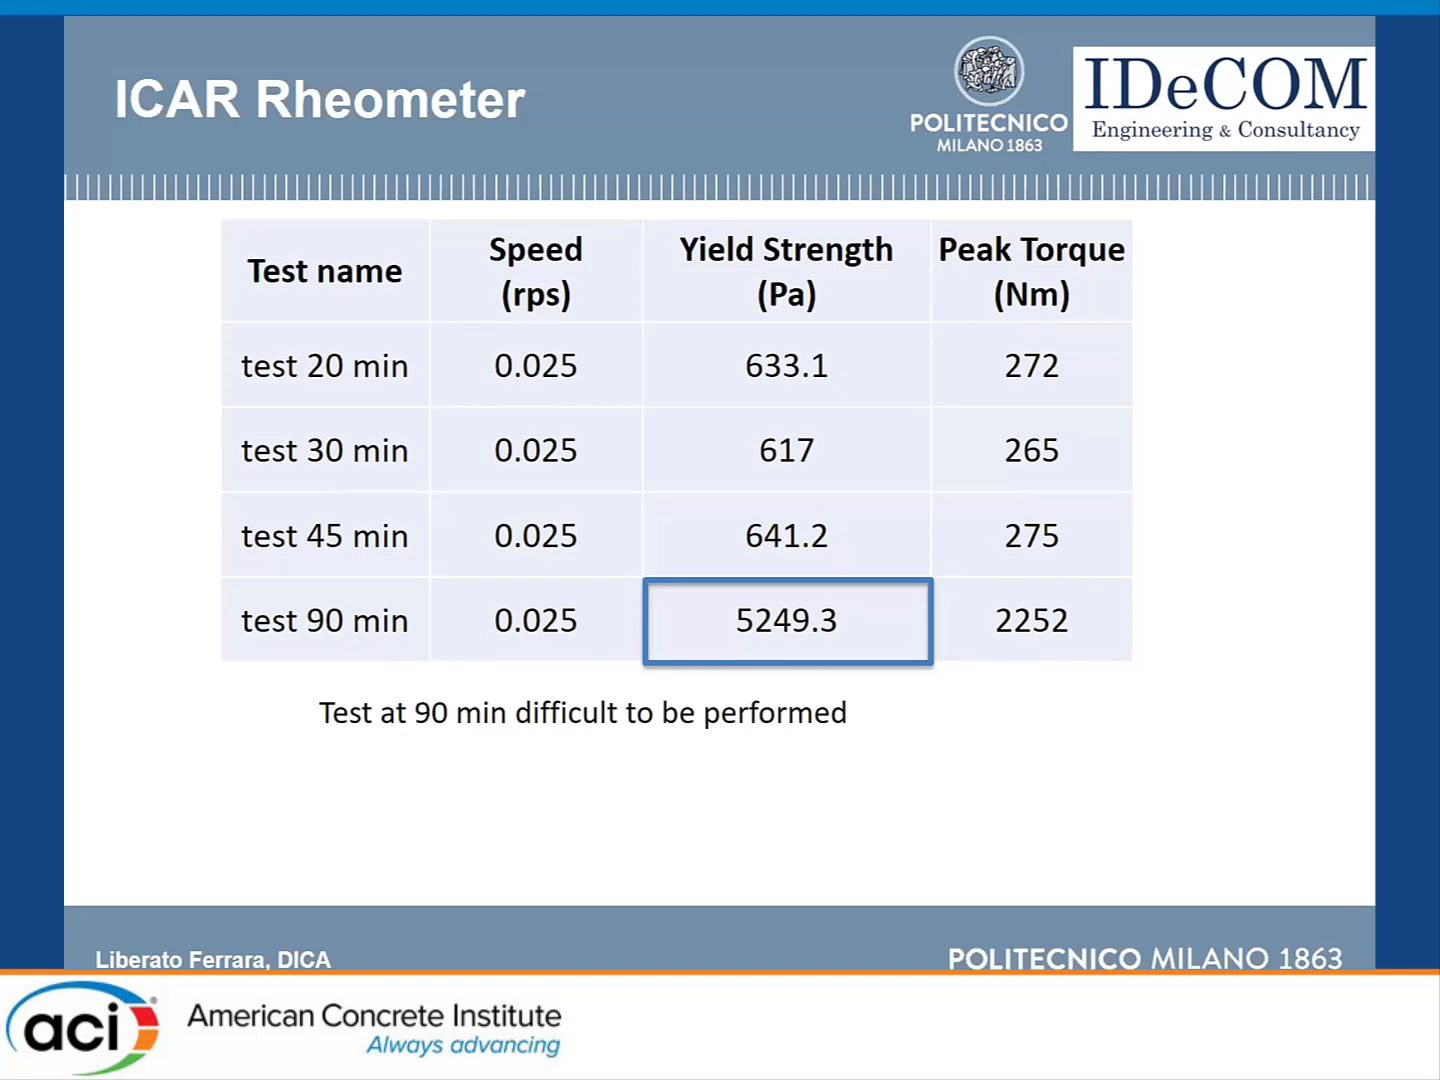 ICAR Rheometer
POLITECNICO
MILANO 1863
IDeCOM
Engineering & Consultancy
Test name
Speed
(rps)
Yield Strength
(Pa)
Peak Torque
(Nm)
test 20 min 0.025 633.1 272
test 30 min 0.025 617 265
test 45 min 0.025 641.2 275
test 90 min 0.025 5249.3 2252
Test at 90 min difficult to be performed
Liberato Ferrara, DICA
POLITECNICO MILANO 1863
aci
American Concrete Institute
Always advancing